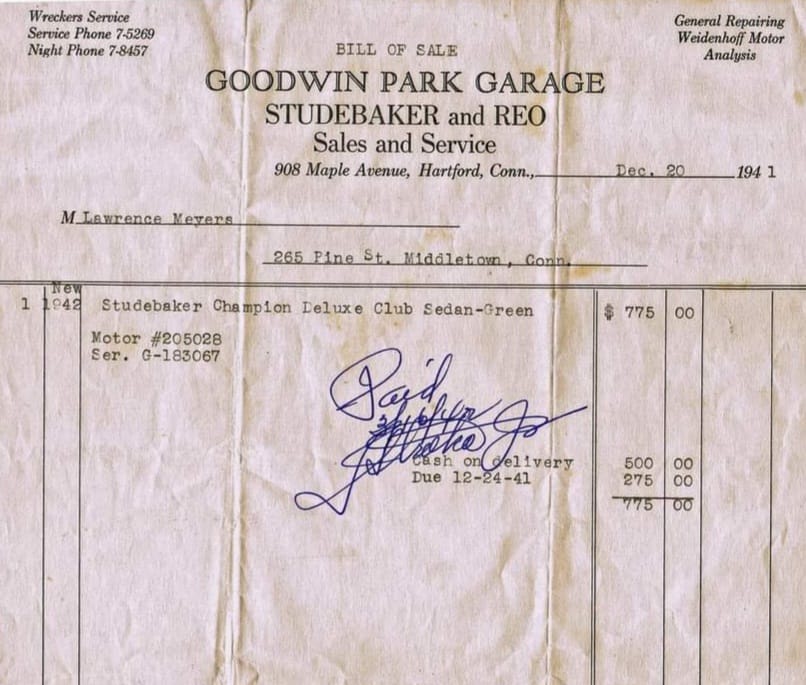 Wreckers Service
Service Phone 7-5269
Night Phone 7-8457
General Repairing
Weidenhoff Motor
Analysis
BILL OF SALE
GOODWIN PARK GARAGE
STUDEBAKER and REO
Sales and Service
908 Maple Avenue, Hartford, Conn., Dec. 20 1941
M Lawrence Meyers
265 Pine St. Middletown, Conn.
New
1 1942 Studebaker Champion Deluxe Club Sedan-Green $ 775 00
Motor #205028
Ser. G-183067
Paid
Jr
Cash on delivery 500 00
Due 12-24-41 275 00
775 00